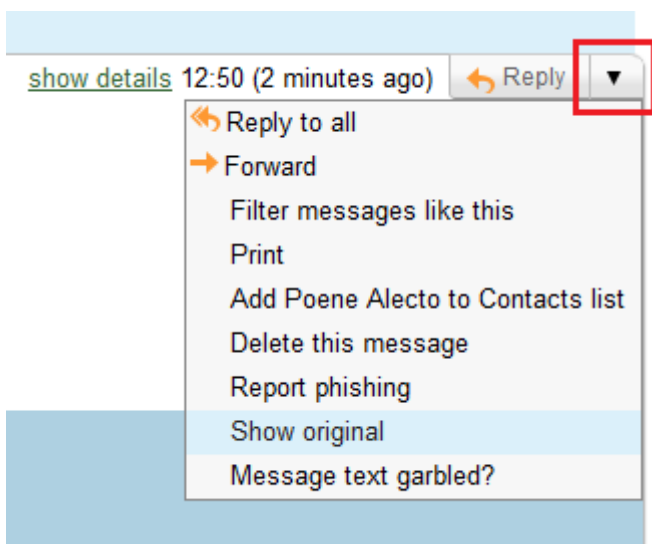 show details 12:50 (2 minutes ago) Reply
Reply to all
Forward
Filter messages like this
Print
Add Poene Alecto to Contacts list
Delete this message
Report phishing
Show original
Message text garbled?